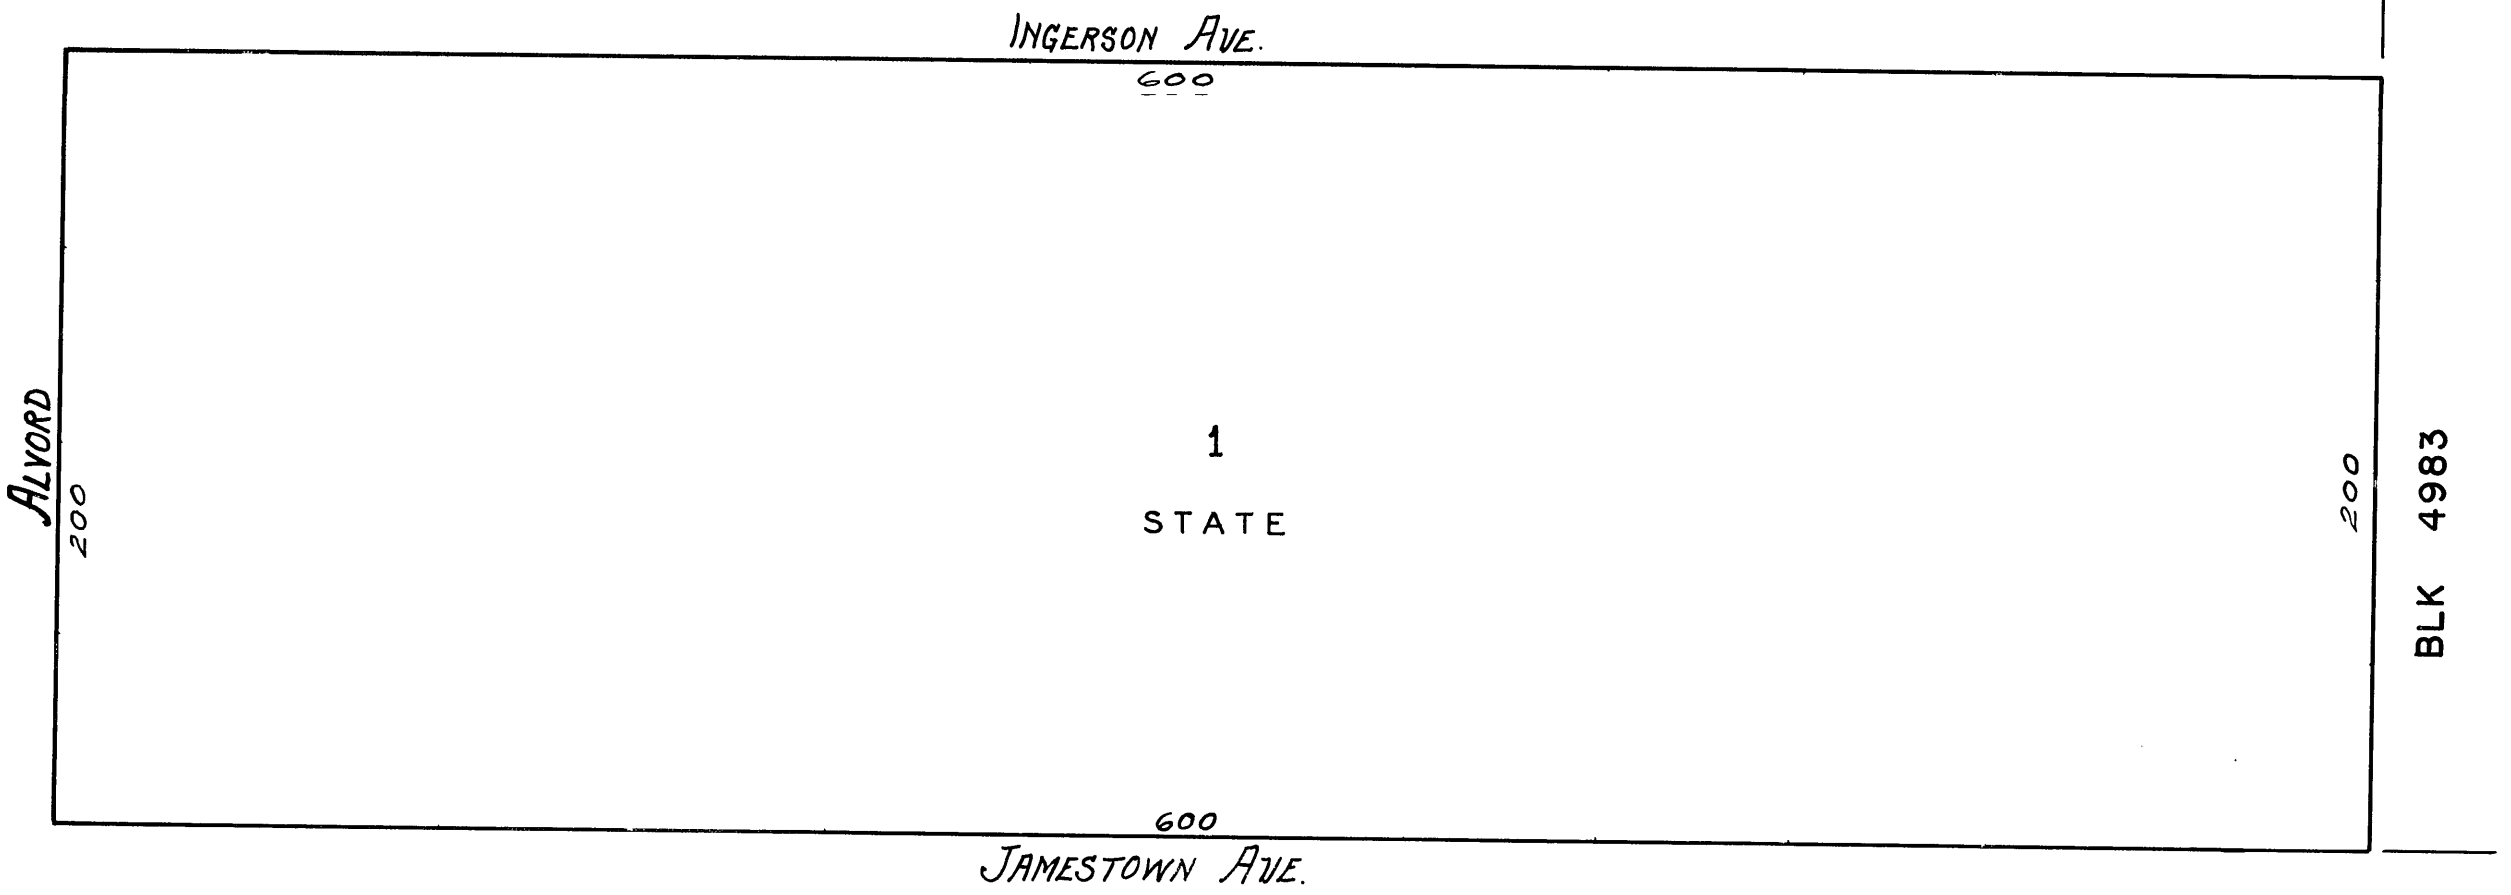 INGERSON AVE.
600
ALVORD
200
1
STATE
200
BLK 4983
600
JAMESTOWN AVE.